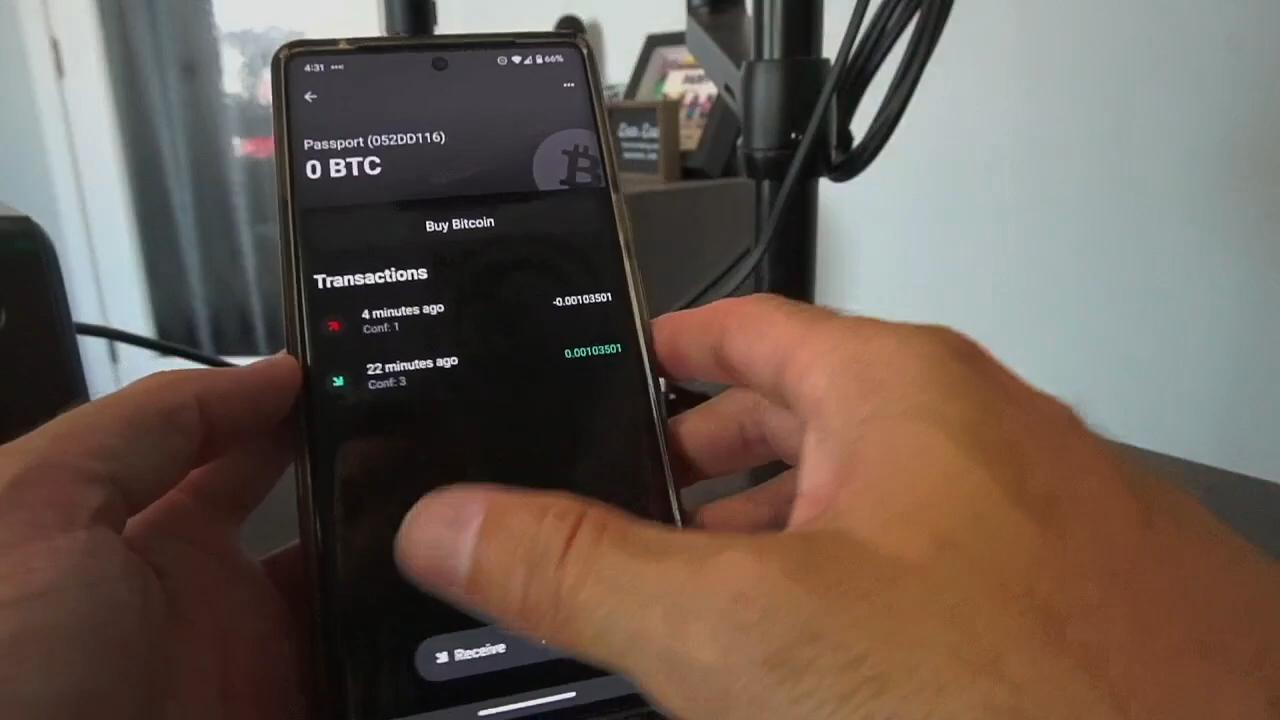 4:31
66%
Passport (052DD116)
0 BTC
Buy Bitcoin
Transactions
4 minutes ago -0.00103501
Conf: 1
22 minutes ago 0.00103501
Conf: 3
Receive